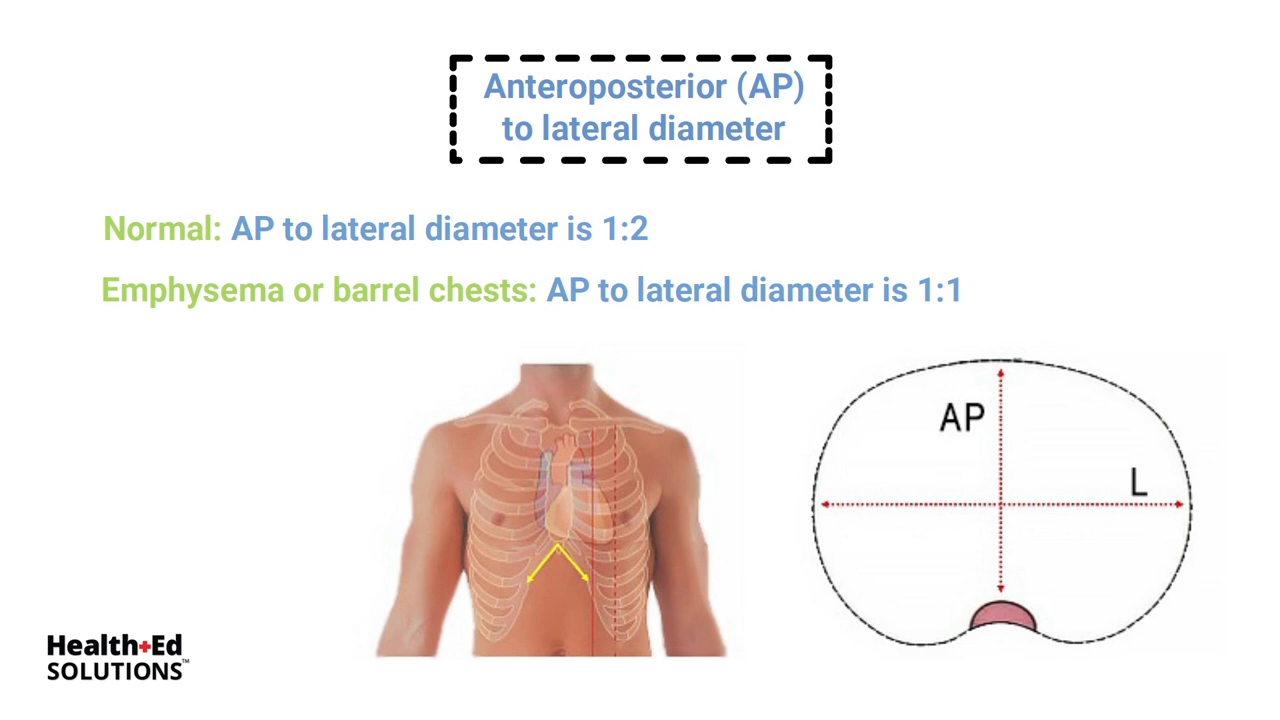 Anteroposterior (AP)
to lateral diameter
Normal: AP to lateral diameter is 1:2
Emphysema or barrel chests: AP to lateral diameter is 1:1
AP
L
Health+Ed
SOLUTIONS™